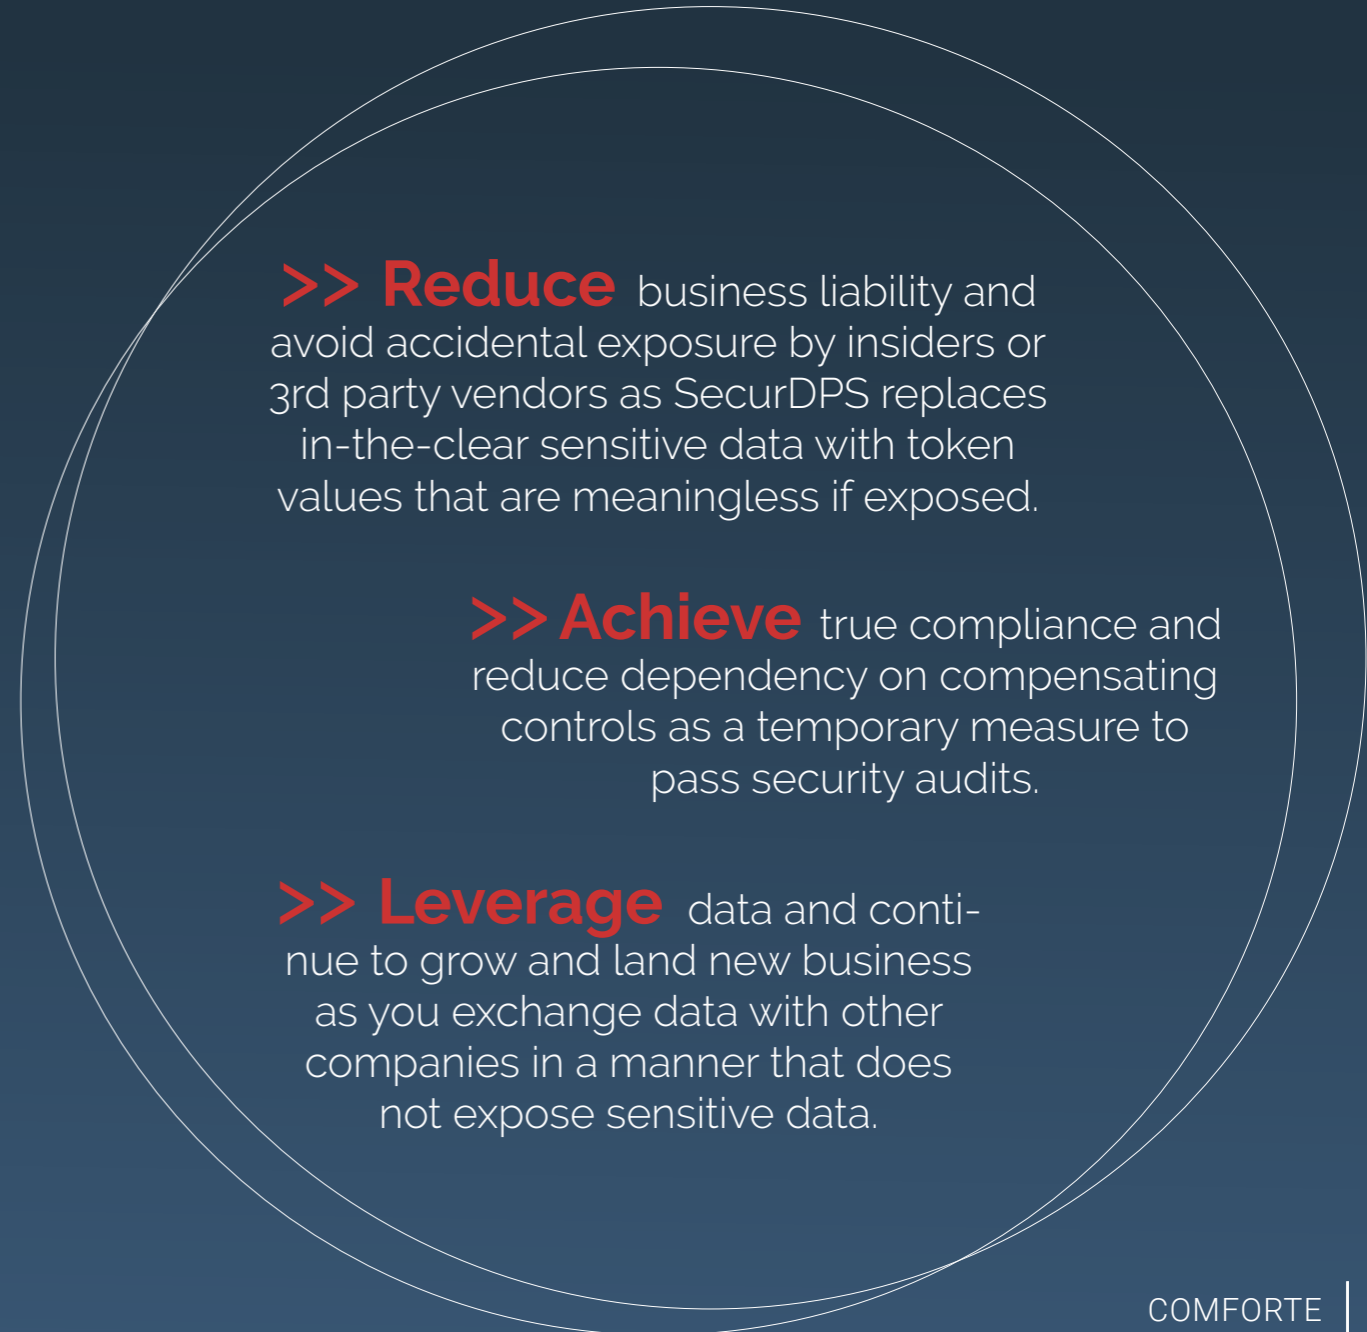 >> Reduce business liability and
avoid accidental exposure by insiders or
3rd party vendors as SecurDPS replaces
in-the-clear sensitive data with token
values that are meaningless if exposed.
>> Achieve true compliance and
reduce dependency on compensating
controls as a temporary measure to
pass security audits.
>> Leverage data and conti-
nue to grow and land new business
as you exchange data with other
companies in a manner that does
not expose sensitive data.
COMFORTE